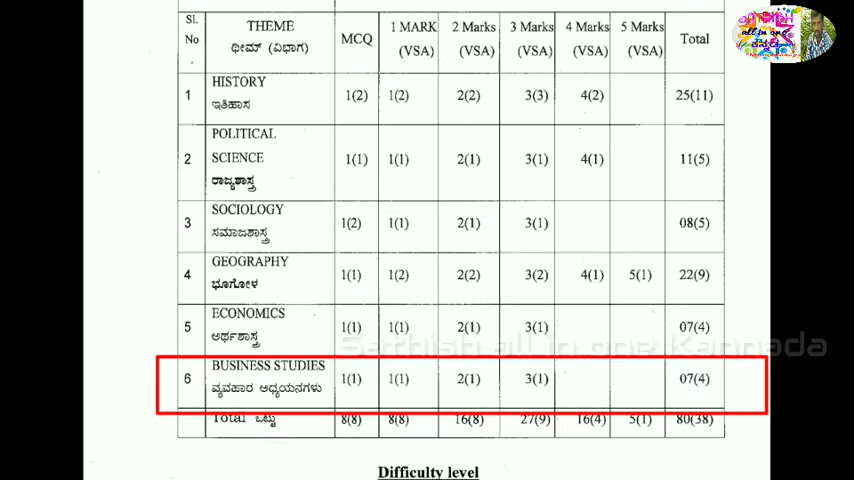 Sl.
No
.
THEME
ಥೀಮ್ (ವಿಭಾಗ)
MCQ
1 MARK
(VSA)
2 Marks
(VSA)
3 Marks
(VSA)
4 Marks
(VSA)
5 Marks
(VSA)
Total
1 HISTORY
ಇತಿಹಾಸ
1(2) 1(2) 2(2) 3(3) 4(2) 25(11)
2 POLITICAL
SCIENCE
ರಾಜ್ಯಶಾಸ್ತ್ರ
1(1) 1(1) 2(1) 3(1) 4(1) 11(5)
3 SOCIOLOGY
ಸಮಾಜಶಾಸ್ತ್ರ
1(2) 1(1) 2(1) 3(1) 08(5)
4 GEOGRAPHY
ಭೂಗೋಳ
1(1) 1(2) 2(2) 3(2) 4(1) 5(1) 22(9)
5 ECONOMICS
ಅರ್ಥಶಾಸ್ತ್ರ
1(1) 1(1) 2(1) 3(1) 07(4)
Sathish all in one Kannada
6 BUSINESS STUDIES
ವ್ಯವಹಾರ ಅಧ್ಯಯನಗಳು
1(1) 1(1) 2(1) 3(1) 07(4)
Total ಒಟ್ಟು 8(8) 8(8) 16(8) 27(9) 16(4) 5(1) 80(38)
Difficulty level
all in one